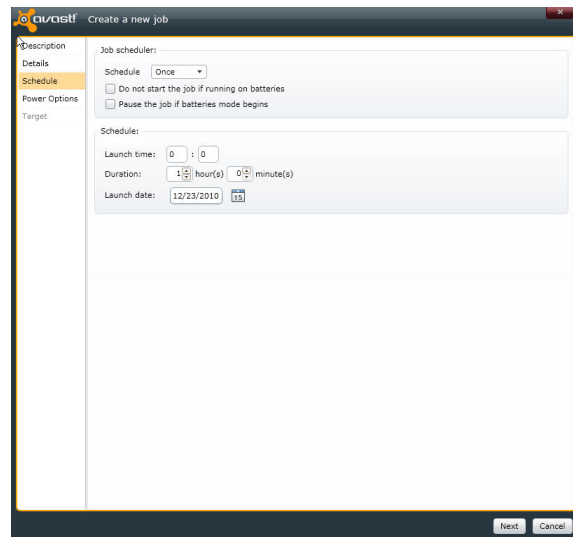 avast! Create a new job
Description
Details
Schedule
Power Options
Target
Job scheduler:
Schedule Once
Do not start the job if running on batteries
Pause the job if batteries mode begins
Schedule:
Launch time: 0 : 0
Duration: 1 hour(s) 0 minute(s)
Launch date: 12/23/2010 15
Next Cancel